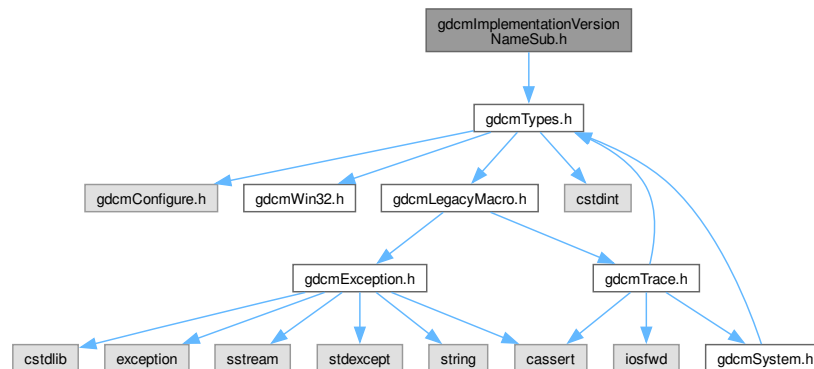 gdcmImplementationVersion
NameSub.h
gdcmTypes.h
gdcmConfigure.h
gdcmWin32.h
gdcmLegacyMacro.h
cstdint
gdcmException.h
gdcmTrace.h
cstdlib
exception
sstream
stdexcept
string
cassert
iosfwd
gdcmSystem.h